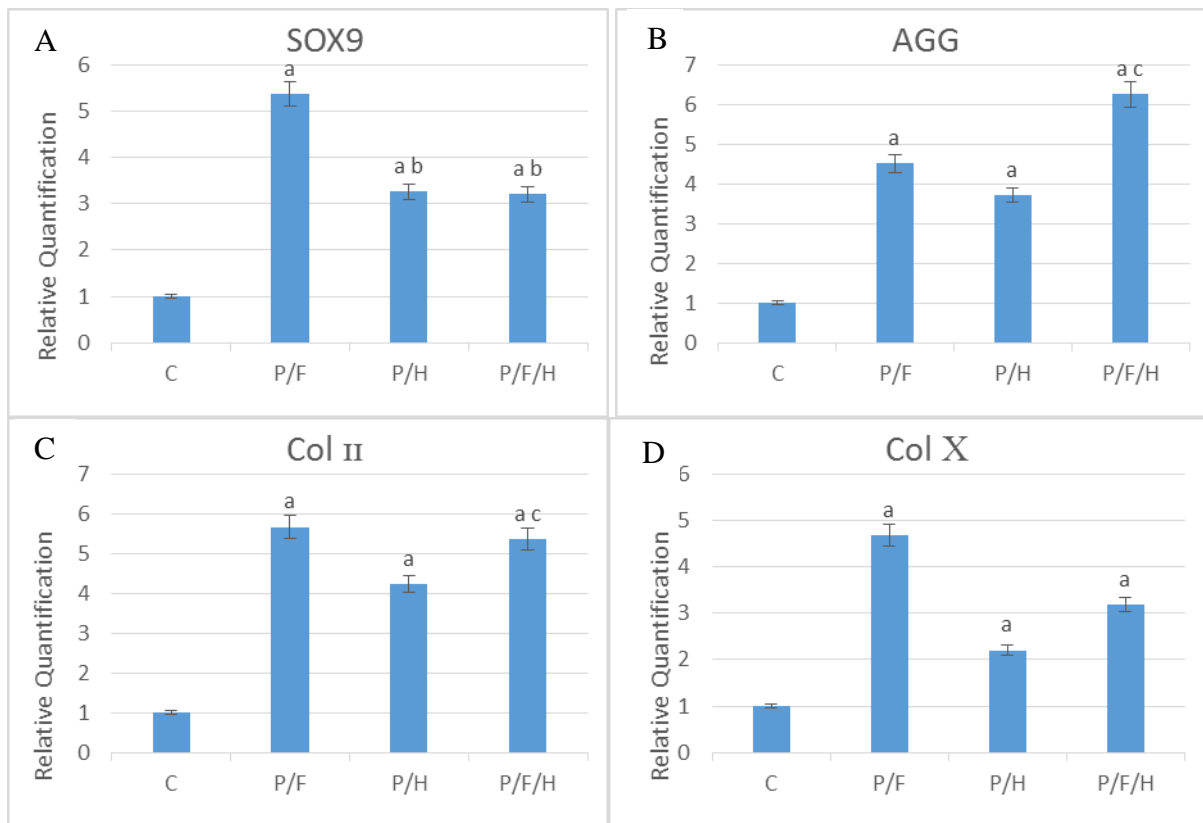 A
SOX9
Relative Quantification
6
5
4
3
2
1
0
a
a b
a b
C P/F P/H P/F/H
B
AGG
Relative Quantification
7
6
5
4
3
2
1
0
a
a
a c
C P/F P/H P/F/H
C
Col II
Relative Quantification
7
6
5
4
3
2
1
0
a
a
a c
C P/F P/H P/F/H
D
Col X
Relative Quantification
6
5
4
3
2
1
0
a
a
a
C P/F P/H P/F/H